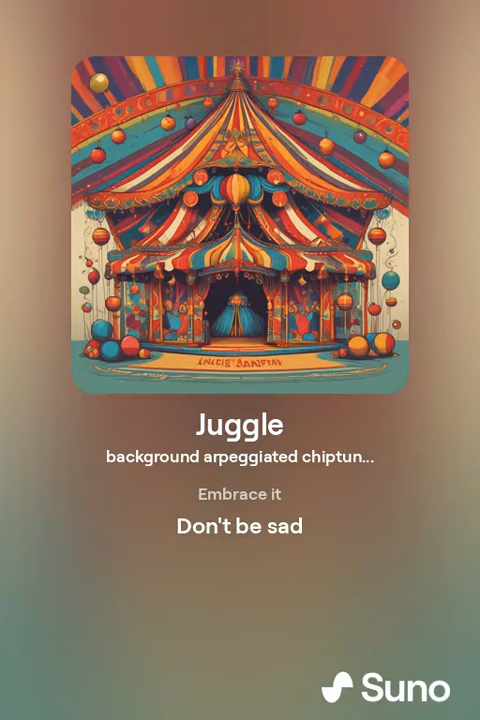 Juggle
background arpeggiated chiptun...
Embrace it
Don't be sad
Suno